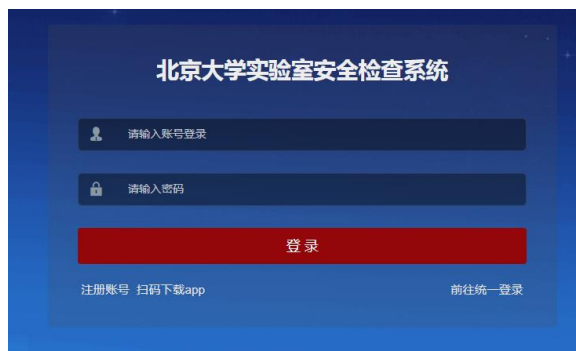 北京大学实验室安全检查系统
请输入账号登录
请输入密码
登录
注册账号 扫码下载app 前往统一登录